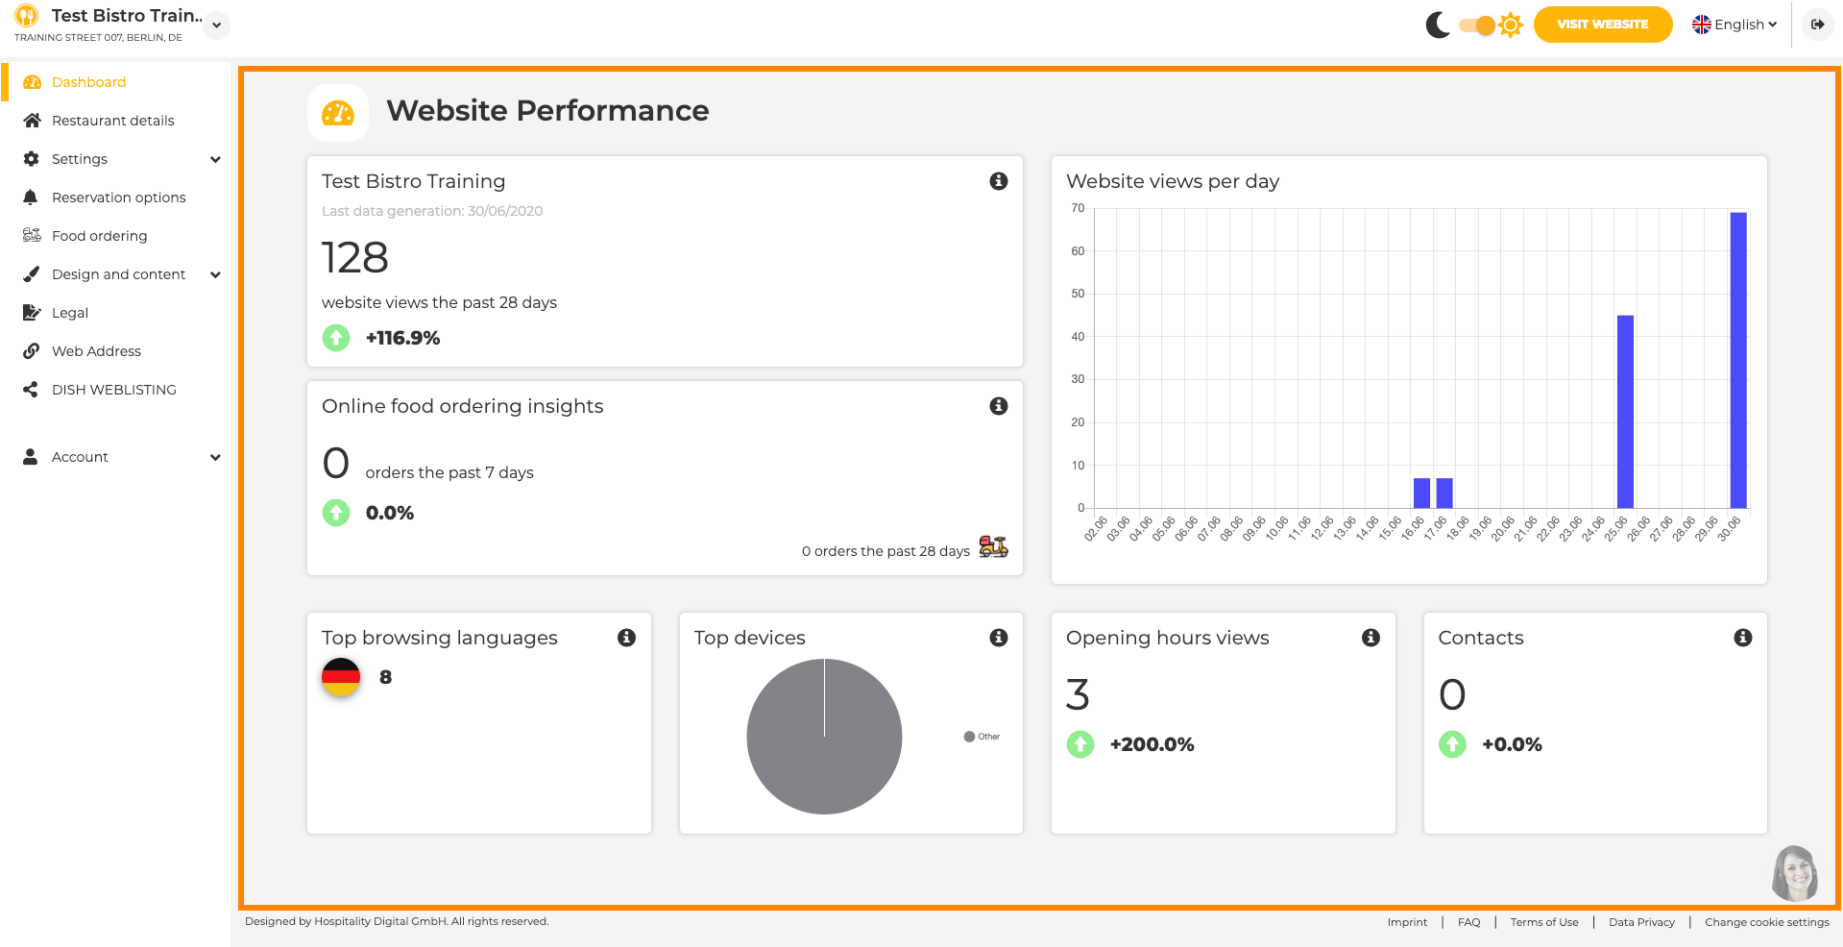 Test Bistro Train..
TRAINING STREET 007, BERLIN, DE
VISIT WEBSITE
English
Dashboard
Restaurant details
Settings
Reservation options
Food ordering
Design and content
Legal
Web Address
DISH WEBLISTING
Account
Website Performance
Test Bistro Training
Last data generation: 30/06/2020
128
website views the past 28 days
+116.9%
Online food ordering insights
0 orders the past 7 days
0.0%
0 orders the past 28 days
Website views per day
70
60
50
40
30
20
10
0
02.06 03.06 04.06 05.06 06.06 07.06 08.06 09.06 10.06 11.06 12.06 13.06 14.06 15.06 16.06 17.06 18.06 19.06 20.06 21.06 22.06 23.06 24.06 25.06 26.06 27.06 28.06 29.06 30.06
Top browsing languages
8
Top devices
Other
Opening hours views
3
+200.0%
Contacts
0
+0.0%
Designed by Hospitality Digital GmbH. All rights reserved.
Imprint | FAQ | Terms of Use | Data Privacy | Change cookie settings